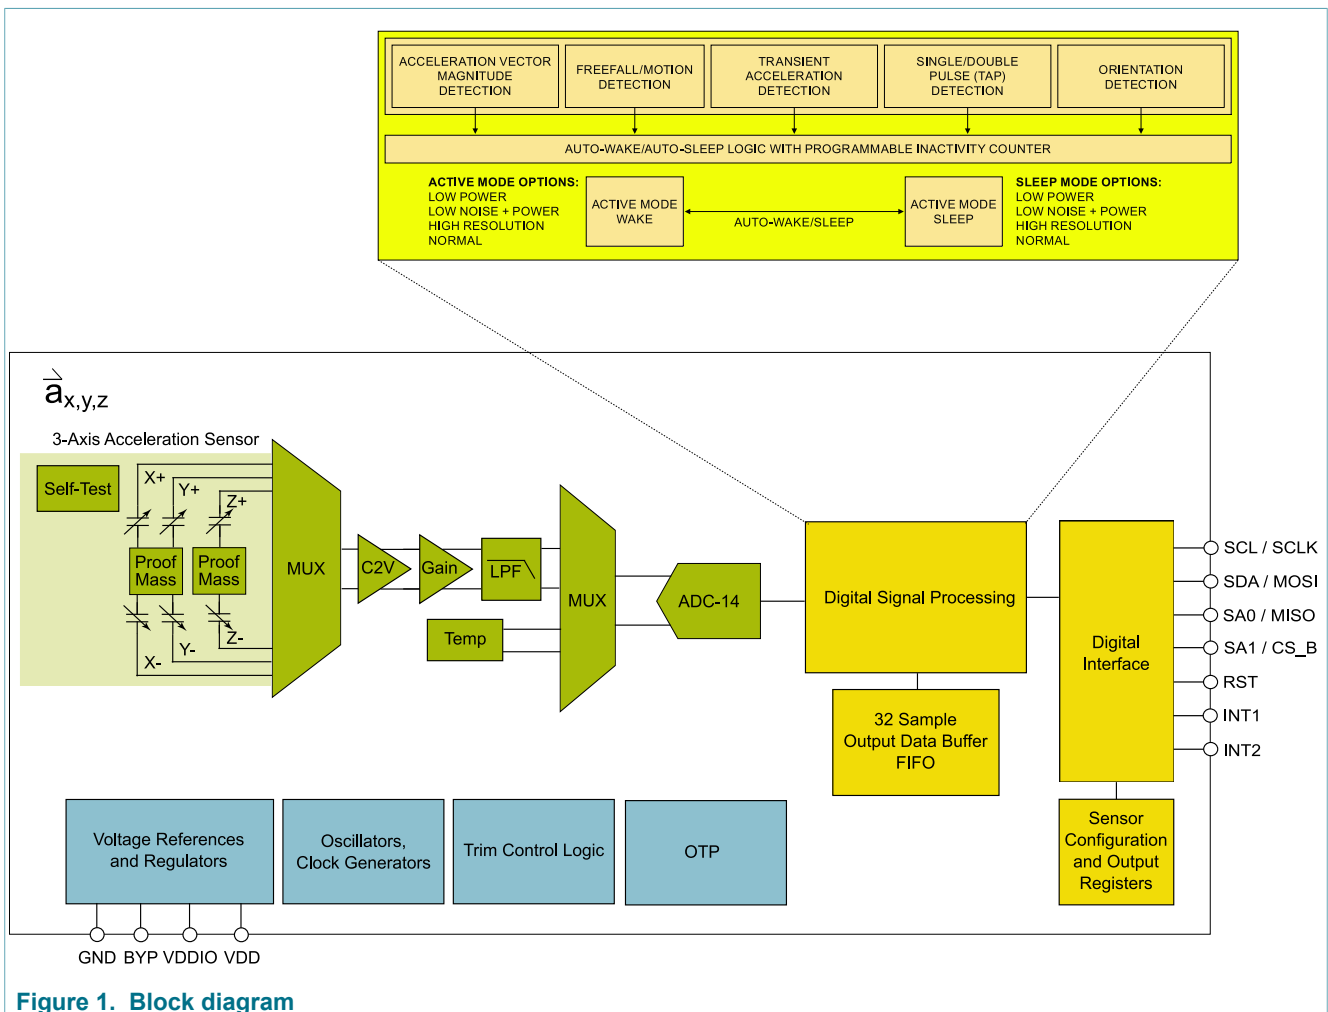 ACCELERATION VECTOR
MAGNITUDE
DETECTION
FREEFALL/MOTION
DETECTION
TRANSIENT
ACCELERATION
DETECTION
SINGLE/DOUBLE
PULSE (TAP)
DETECTION
ORIENTATION
DETECTION
AUTO-WAKE/AUTO-SLEEP LOGIC WITH PROGRAMMABLE INACTIVITY COUNTER
ACTIVE MODE OPTIONS:
LOW POWER
LOW NOISE + POWER
HIGH RESOLUTION
NORMAL
ACTIVE MODE
WAKE
AUTO-WAKE/SLEEP
ACTIVE MODE
SLEEP
SLEEP MODE OPTIONS:
LOW POWER
LOW NOISE + POWER
HIGH RESOLUTION
NORMAL
a x,y,z
3-Axis Acceleration Sensor
Self-Test
X+
Y+
Z+
Proof
Mass
Proof
Mass
Z-
Y-
X-
MUX
C2V
Gain
LPF
Temp
MUX
ADC-14
Digital Signal Processing
32 Sample
Output Data Buffer
FIFO
Digital
Interface
Sensor
Configuration
and Output
Registers
SCL / SCLK
SDA / MOSI
SA0 / MISO
SA1 / CS_B
RST
INT1
INT2
Voltage References
and Regulators
Oscillators,
Clock Generators
Trim Control Logic
OTP
GND BYP VDDIO VDD
Figure 1. Block diagram